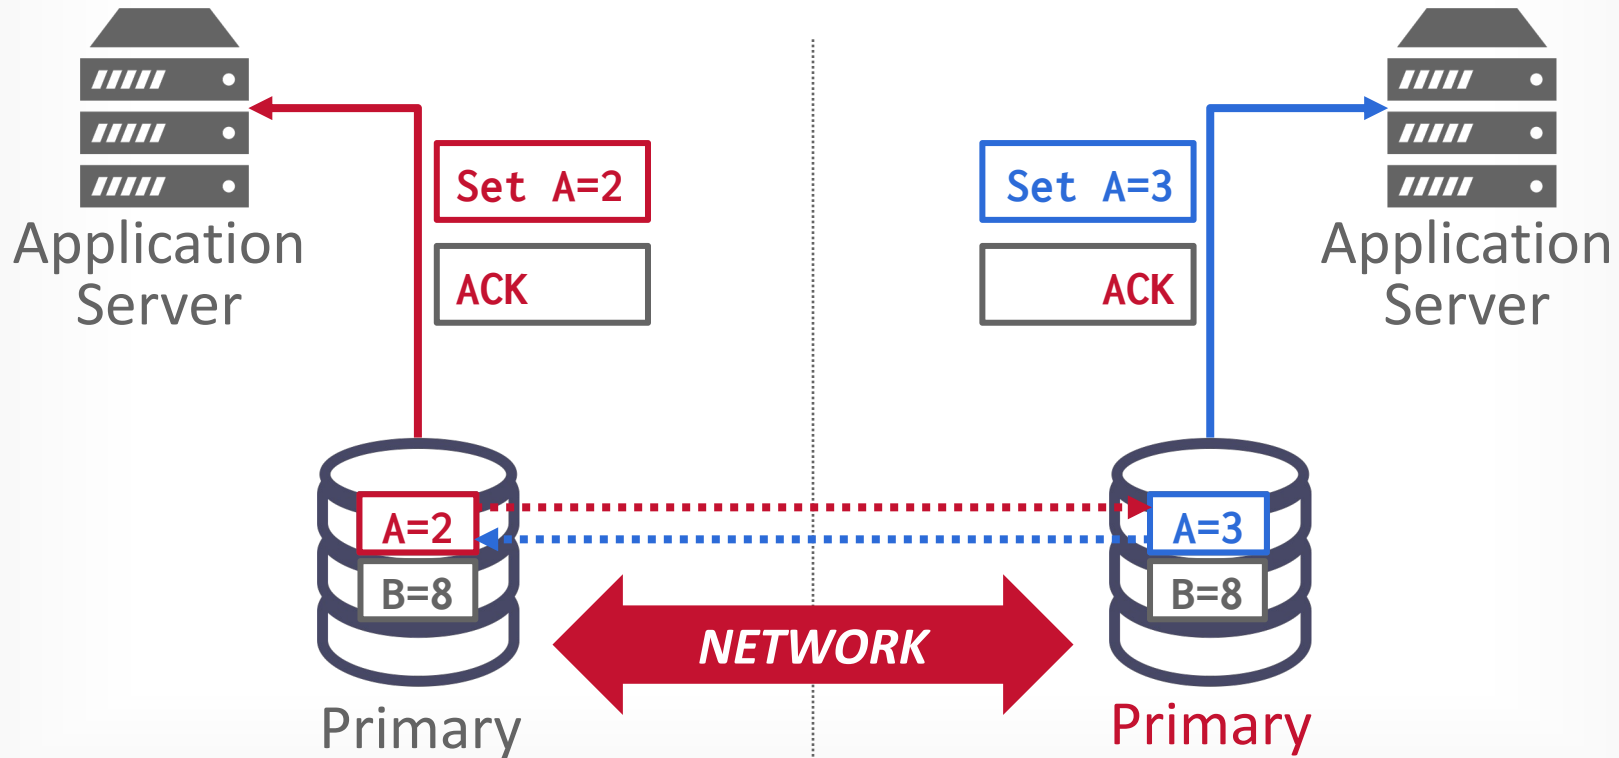 Set A=2
ACK
Application
Server
Set A=3
ACK
Application
Server
A=2
B=8
A=3
B=8
NETWORK
Primary
Primary